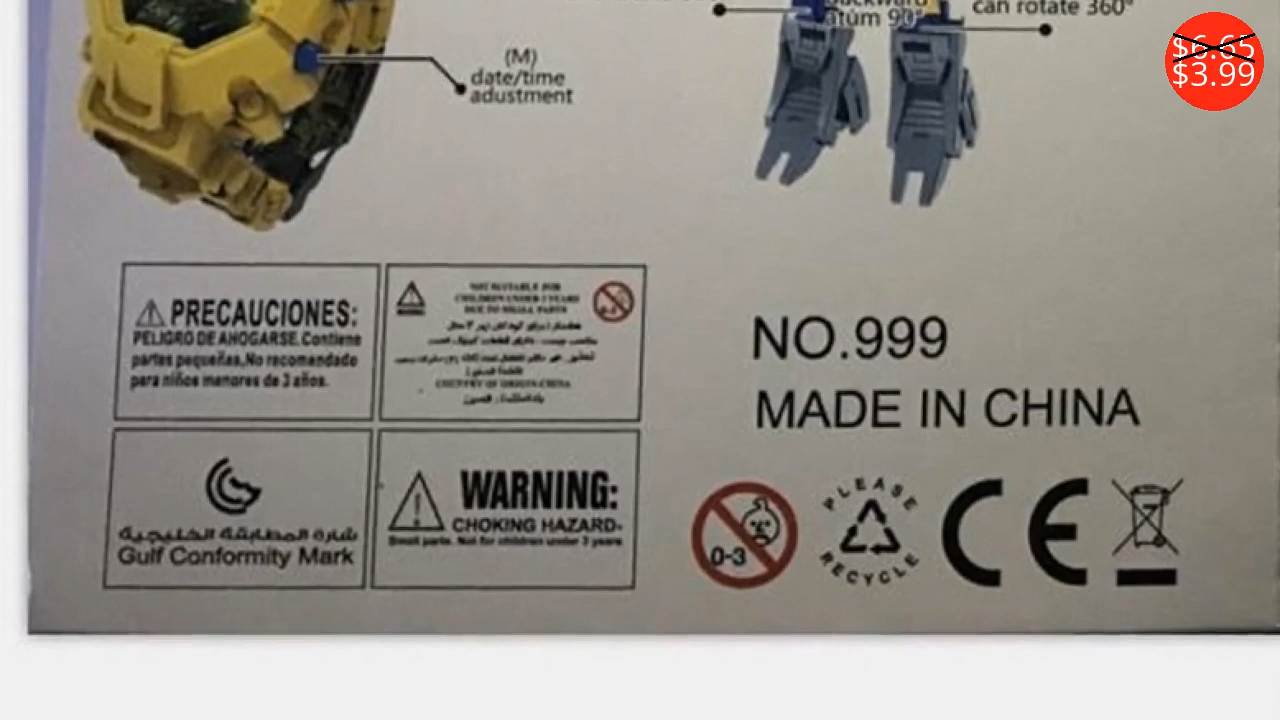 $6.65
$3.99
backward
atum 90°
can rotate 360°
(M)
date/time
adustment
PRECAUCIONES:
PELIGRO DE AHOGARSE. Contiene
partes pequeñas,No recomendado
para niños menores de 3 años.
NOT SUITABLE FOR
CHILDREN UNDER 3 YEARS
DUE TO SMALL PARTS
COUNTRY OF ORIGIN:CHINA
شارة المطابقة الخليجية
Gulf Conformity Mark
WARNING:
CHOKING HAZARD-
Small parts. Not for children under 3 years
NO.999
MADE IN CHINA
0-3
PLEASE
RECYCLE
CE